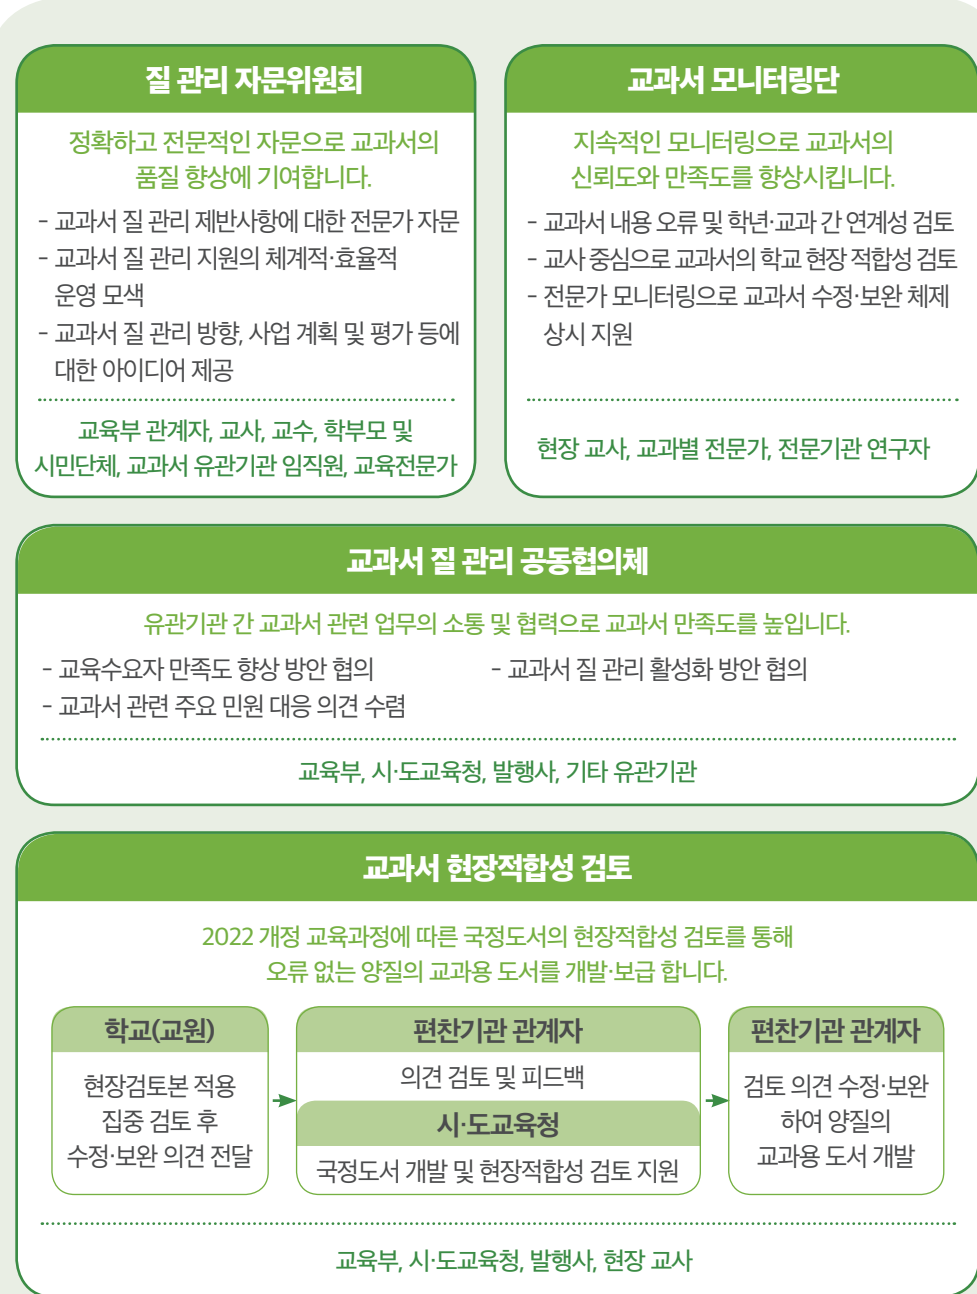 질 관리 자문위원회
정확하고 전문적인 자문으로 교과서의
품질 향상에 기여합니다.
- 교과서 질 관리 제반사항에 대한 전문가 자문
- 교과서 질 관리 지원의 체계적·효율적
운영 모색
- 교과서 질 관리 방향, 사업 계획 및 평가 등에
대한 아이디어 제공
교육부 관계자, 교사, 교수, 학부모 및
시민단체, 교과서 유관기관 임직원, 교육전문가
교과서 모니터링단
지속적인 모니터링으로 교과서의
신뢰도와 만족도를 향상시킵니다.
- 교과서 내용 오류 및 학년·교과 간 연계성 검토
- 교사 중심으로 교과서의 학교 현장 적합성 검토
- 전문가 모니터링으로 교과서 수정·보완 체제
상시 지원
현장 교사, 교과별 전문가, 전문기관 연구자
교과서 질 관리 공동협의체
유관기관 간 교과서 관련 업무의 소통 및 협력으로 교과서 만족도를 높입니다.
- 교육수요자 만족도 향상 방안 협의
- 교과서 질 관리 활성화 방안 협의
- 교과서 관련 주요 민원 대응 의견 수렴
교육부, 시·도교육청, 발행사, 기타 유관기관
교과서 현장적합성 검토
2022 개정 교육과정에 따른 국정도서의 현장적합성 검토를 통해
오류 없는 양질의 교과용 도서를 개발·보급 합니다.
학교(교원)
현장검토본 적용
집중 검토 후
수정·보완 의견 전달
편찬기관 관계자
의견 검토 및 피드백
시·도교육청
국정도서 개발 및 현장적합성 검토 지원
편찬기관 관계자
검토 의견 수정·보완
하여 양질의
교과용 도서 개발
교육부, 시·도교육청, 발행사, 현장 교사